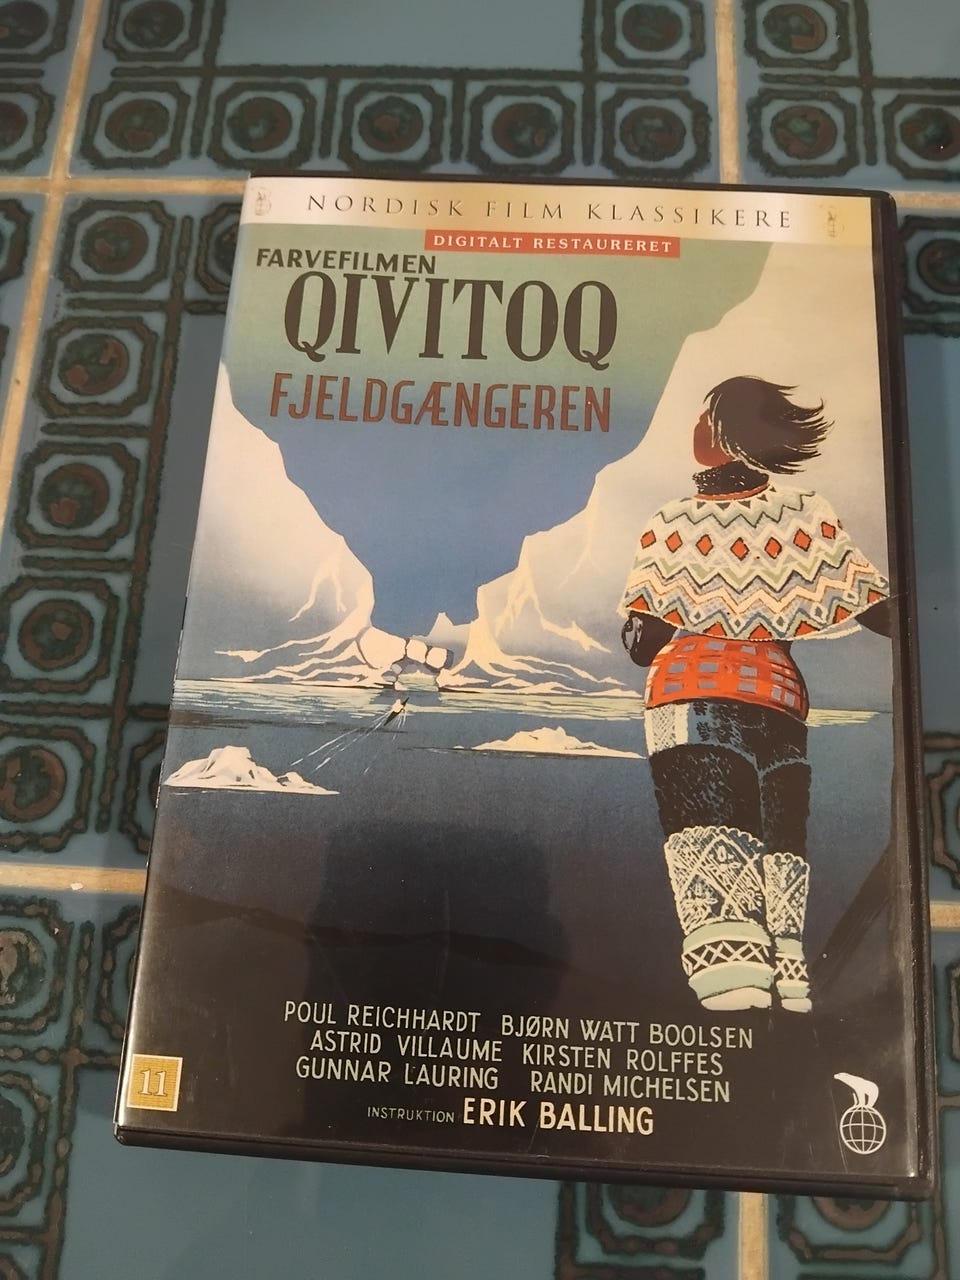 NORDISK FILM KLASSIKERE
DIGITALT RESTAURERET
FARVEFILMEN
QIVITOQ
FJELDGÆNGEREN
POUL REICHHARDT BJØRN WATT BOOLSEN
ASTRID VILLAUME KIRSTEN ROLFFES
GUNNAR LAURING RANDI MICHELSEN
INSTRUKTION ERIK BALLING
11